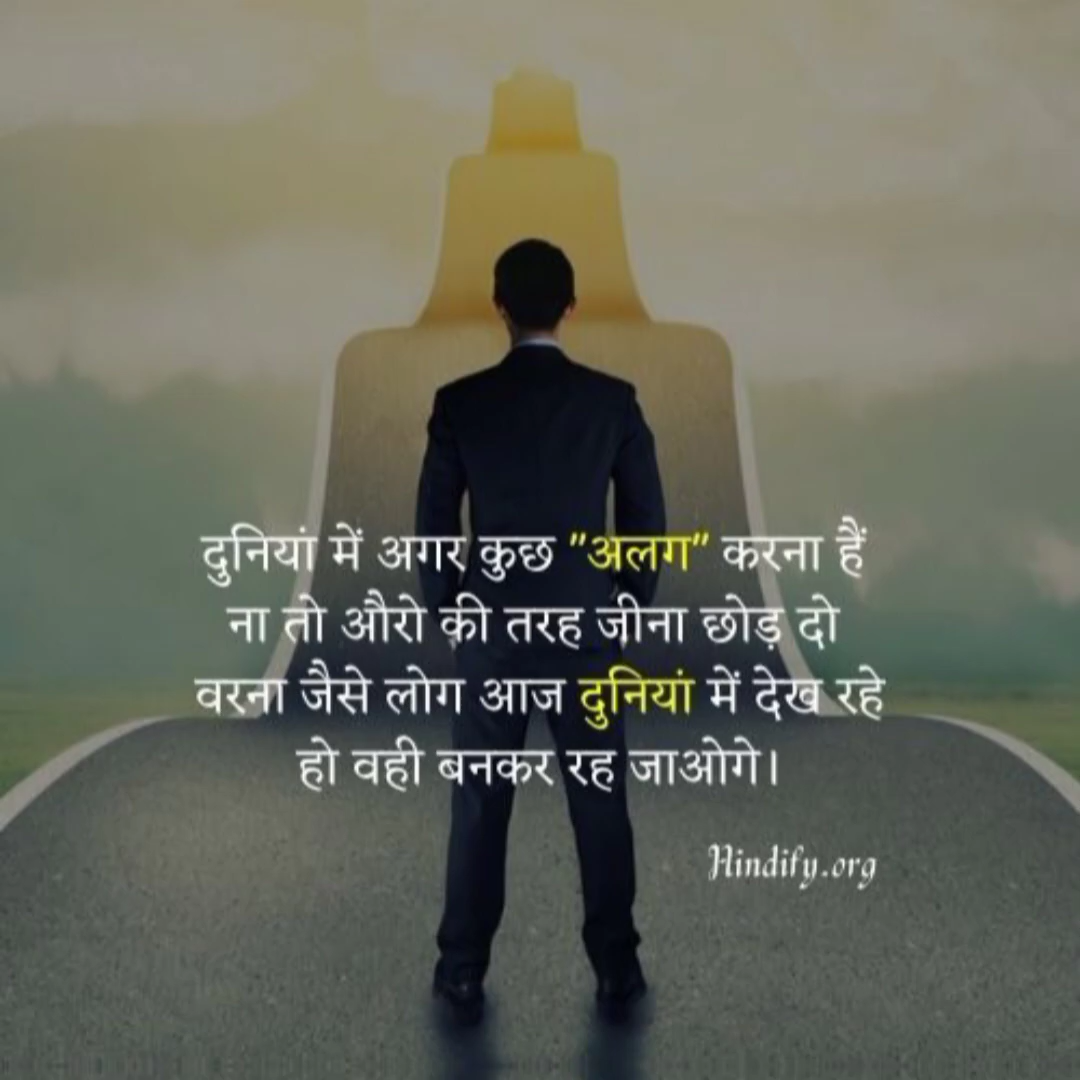 दुनियां में अगर कुछ "अलग" करना हैं
ना तो औरो की तरह जीना छोड़ दो
वरना जैसे लोग आज दुनियां में देख रहे
हो वही बनकर रह जाओगे।
Hindify.org